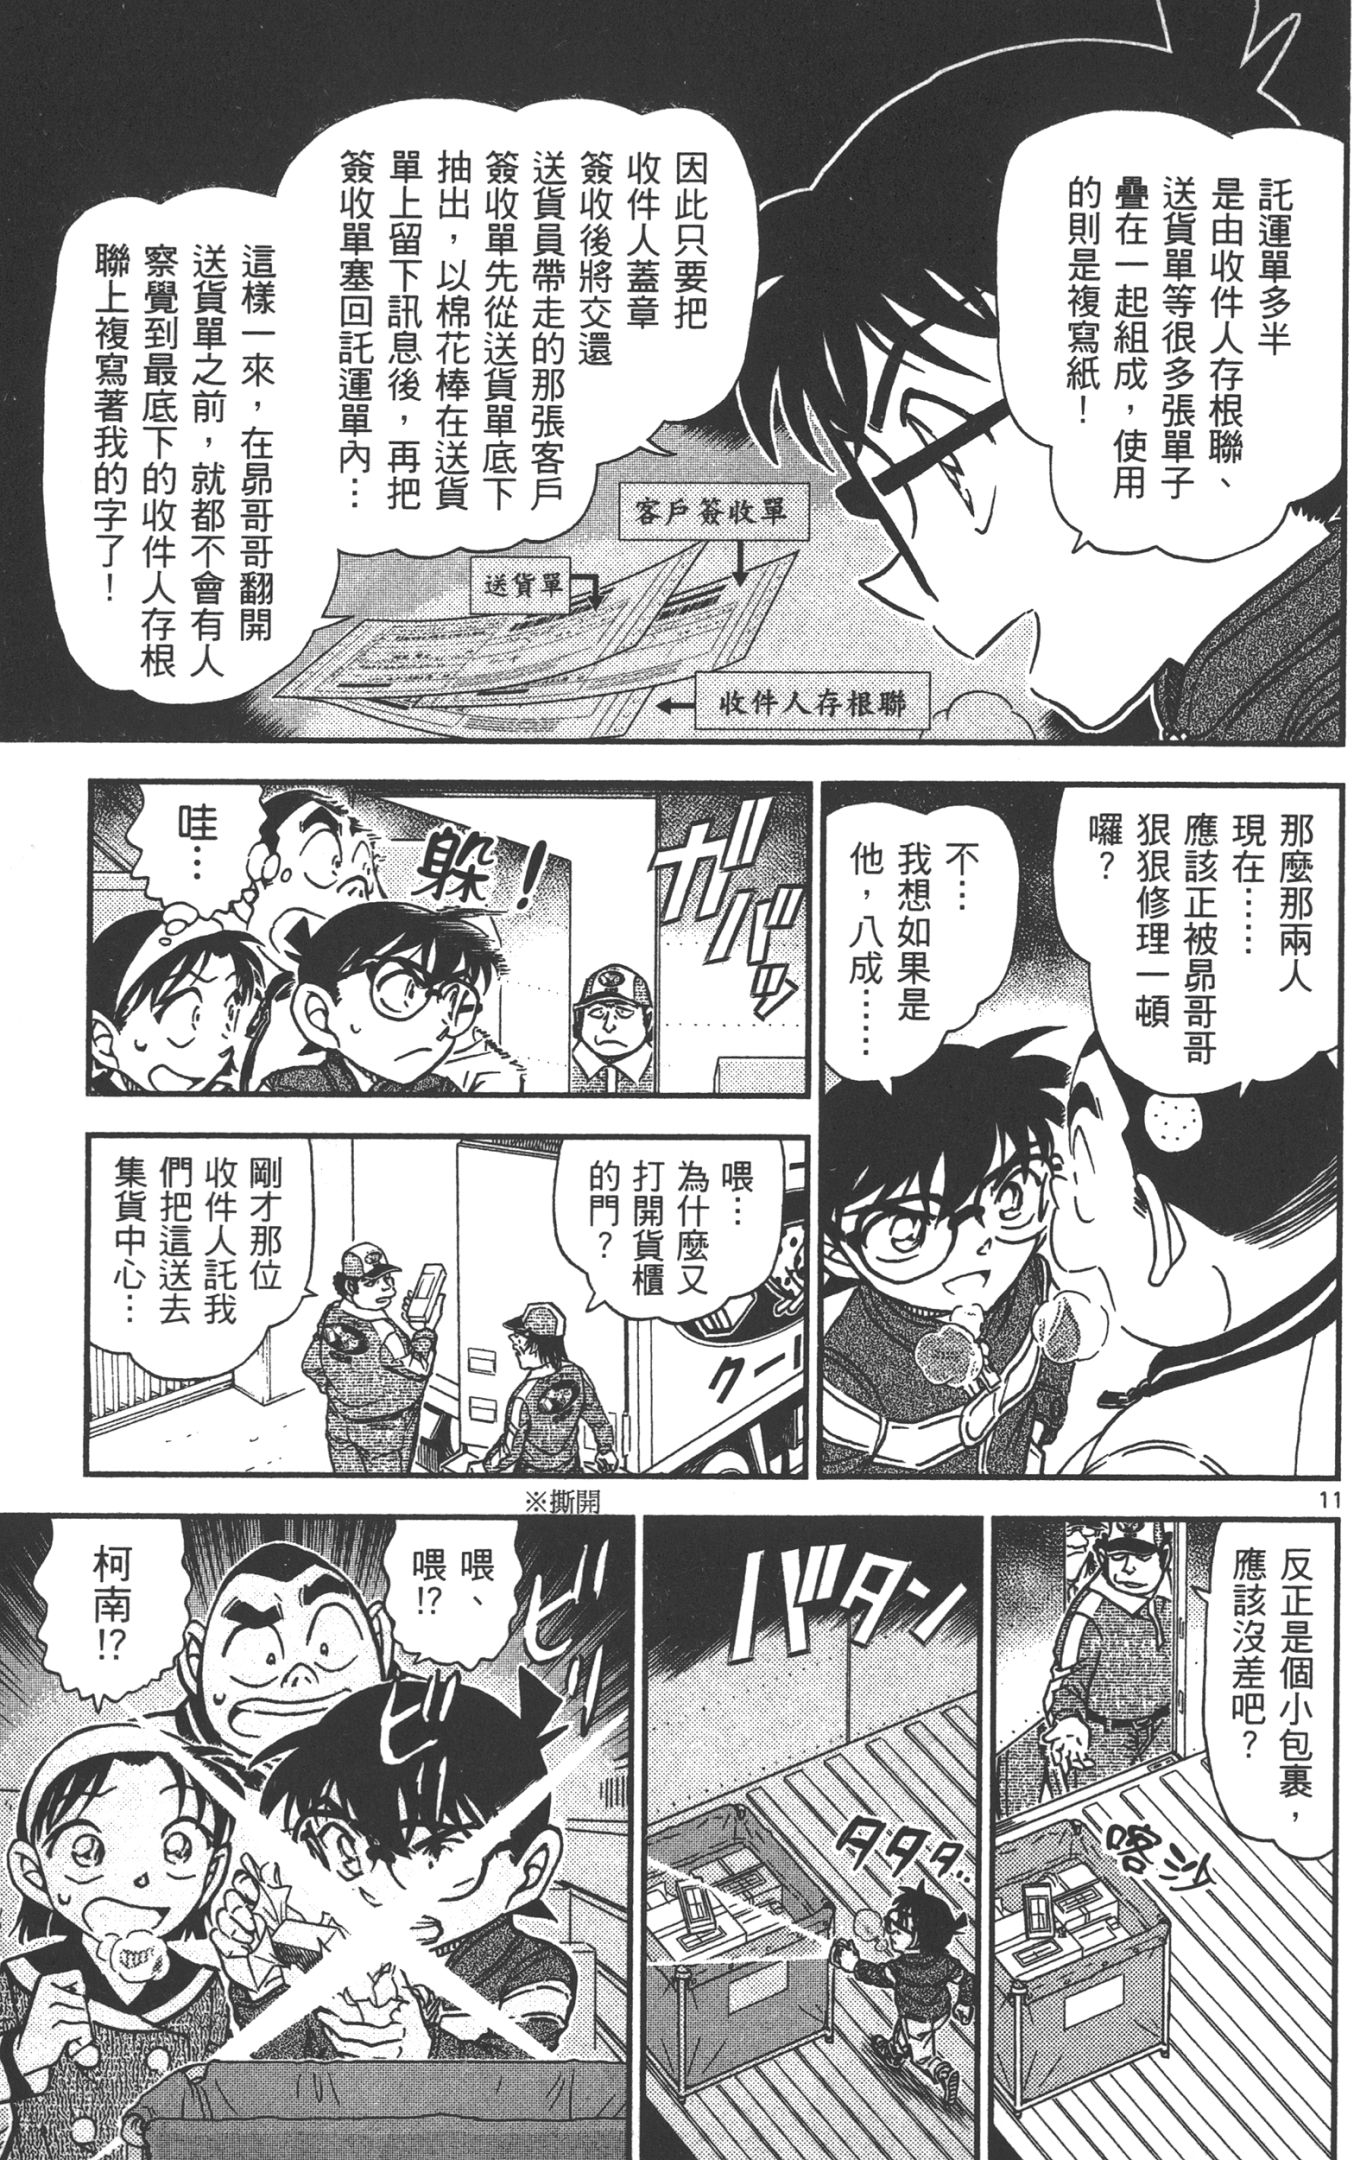 託運單多半
是由收件人存根聯、
送貨單等很多張單子
疊在一起組成，使用
的則是複寫紙！
因此只要把
收件人蓋章
簽收後將交還
送貨員帶走的那張客戶
簽收單先從送貨單底下
抽出，以棉花棒在送貨
單上留下訊息後，再把
簽收單塞回託運單內…
客戶簽收單
送貨單
收件人存根聯
這樣一來，在昴哥哥翻開
送貨單之前，就都不會有人
察覺到最底下的收件人存根
聯上複寫著我的字了！
那麼那兩人
現在……
應該正被昴哥哥
狠狠修理一頓
囉？
不…
我想如果是
他，八成……
ガバッ
躲！
哇…
喂…
為什麼又
打開貨櫃
的門？
クー
剛才那位
收件人託我
們把這送去
集貨中心…
11
反正是個小包裹，
應該沒差吧？
喀沙
バタン
タタタ…
※撕開
ビビ
喂、
喂!?
柯南!?